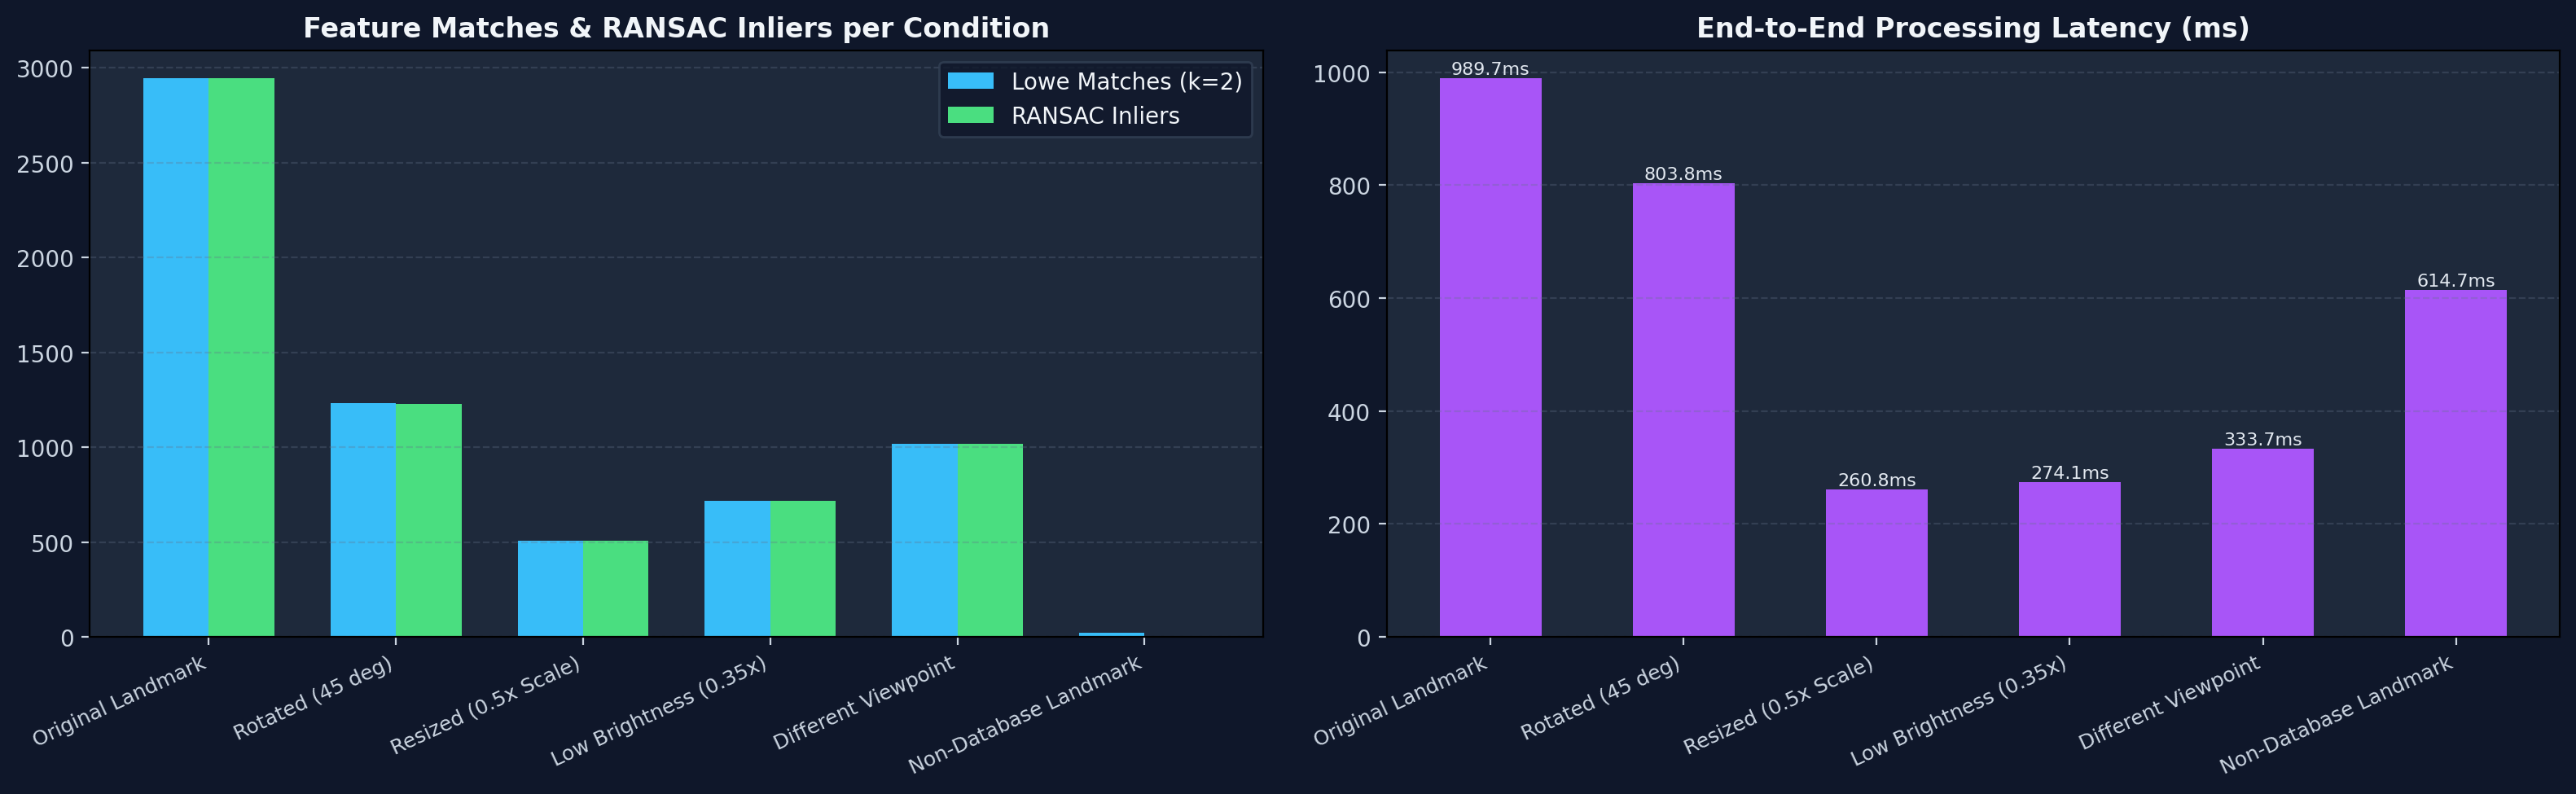 Feature Matches & RANSAC Inliers per Condition
3000
2500
2000
1500
1000
500
0
Lowe Matches (k=2)
RANSAC Inliers
Original Landmark
Rotated (45 deg)
Resized (0.5x Scale)
Low Brightness (0.35x)
Different Viewpoint
Non-Database Landmark
End-to-End Processing Latency (ms)
1000
800
600
400
200
0
989.7ms
803.8ms
260.8ms
274.1ms
333.7ms
614.7ms
Original Landmark
Rotated (45 deg)
Resized (0.5x Scale)
Low Brightness (0.35x)
Different Viewpoint
Non-Database Landmark